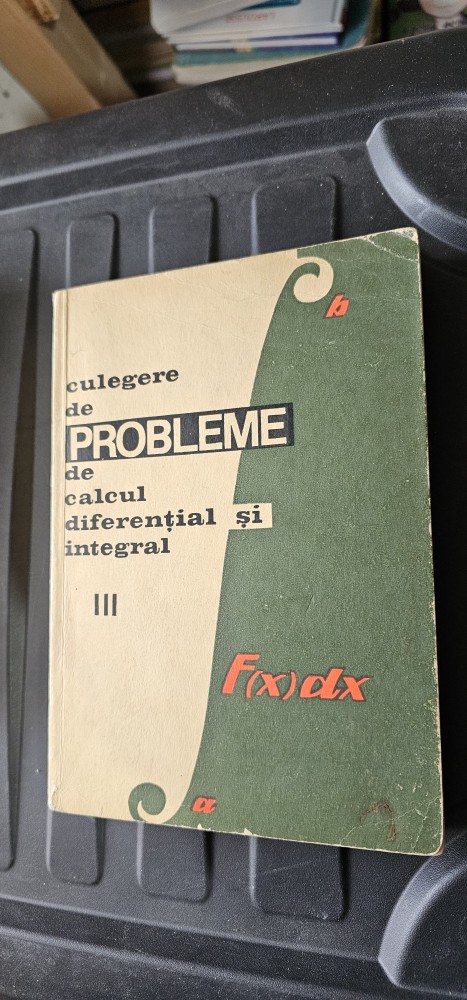 culegere
de
PROBLEME
de
calcul
diferențial și
integral
III
b
F(x)dx
a